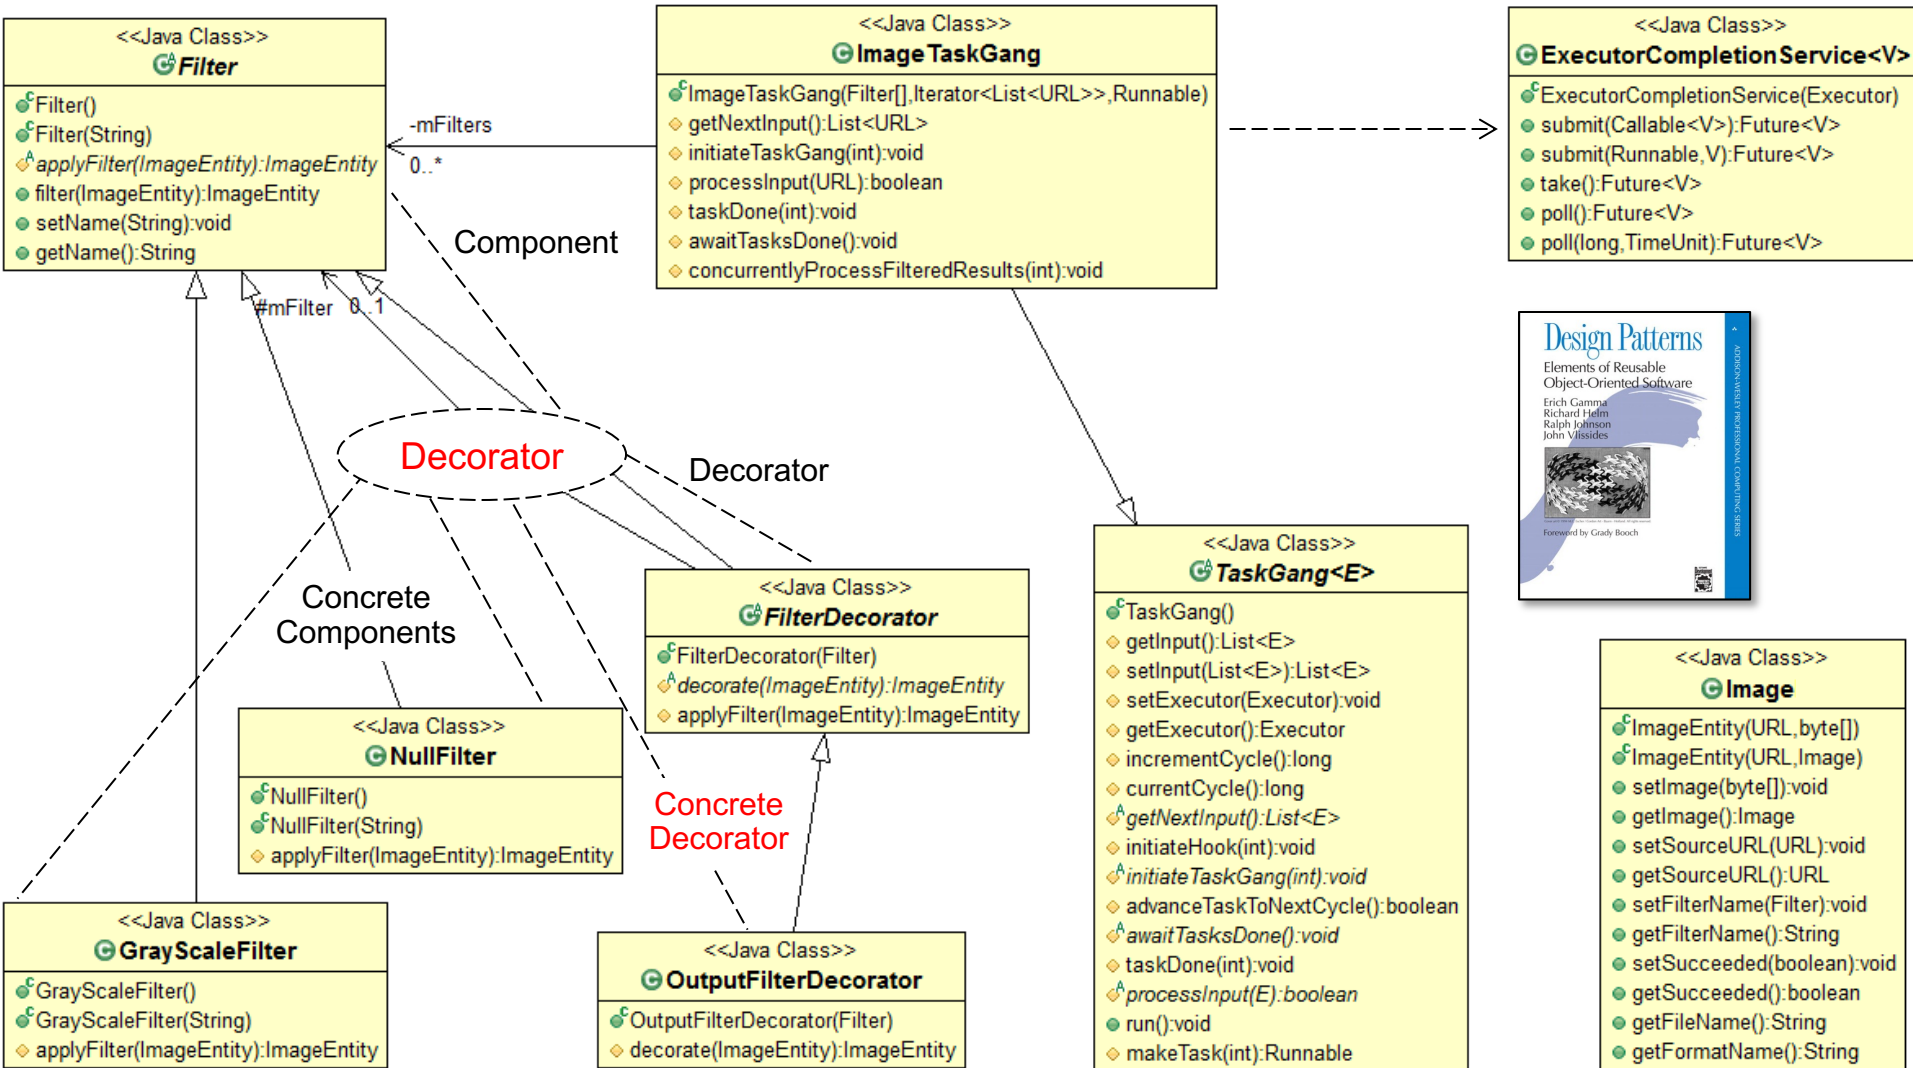 <<Java Class>>
Filter
Filter()
Filter(String)
applyFilter(ImageEntity):ImageEntity
filter(ImageEntity):ImageEntity
setName(String):void
getName():String
<<Java Class>>
ImageTaskGang
ImageTaskGang(Filter[],Iterator<List<URL>>,Runnable)
getNextInput():List<URL>
initiateTaskGang(int):void
processInput(URL):boolean
taskDone(int):void
awaitTasksDone():void
concurrentlyProcessFilteredResults(int):void
<<Java Class>>
ExecutorCompletionService<V>
ExecutorCompletionService(Executor)
submit(Callable<V>):Future<V>
submit(Runnable,V):Future<V>
take():Future<V>
poll():Future<V>
poll(long,TimeUnit):Future<V>
-mFilters
0..*
Component
#mFilter 0..1
Decorator
Decorator
Concrete
Components
Concrete
Decorator
Design Patterns
Elements of Reusable
Object-Oriented Software
Erich Gamma
Richard Helm
Ralph Johnson
John Vlissides
Foreword by Grady Booch
ADDISON-WESLEY PROFESSIONAL COMPUTING SERIES
<<Java Class>>
FilterDecorator
FilterDecorator(Filter)
decorate(ImageEntity):ImageEntity
applyFilter(ImageEntity):ImageEntity
<<Java Class>>
NullFilter
NullFilter()
NullFilter(String)
applyFilter(ImageEntity):ImageEntity
<<Java Class>>
GrayScaleFilter
GrayScaleFilter()
GrayScaleFilter(String)
applyFilter(ImageEntity):ImageEntity
<<Java Class>>
OutputFilterDecorator
OutputFilterDecorator(Filter)
decorate(ImageEntity):ImageEntity
<<Java Class>>
TaskGang<E>
TaskGang()
getInput():List<E>
setInput(List<E>):List<E>
setExecutor(Executor):void
getExecutor():Executor
incrementCycle():long
currentCycle():long
getNextInput():List<E>
initiateHook(int):void
initiateTaskGang(int):void
advanceTaskToNextCycle():boolean
awaitTasksDone():void
taskDone(int):void
processInput(E):boolean
run():void
makeTask(int):Runnable
<<Java Class>>
Image
ImageEntity(URL,byte[])
ImageEntity(URL,Image)
setImage(byte[]):void
getImage():Image
setSourceURL(URL):void
getSourceURL():URL
setFilterName(Filter):void
getFilterName():String
setSucceeded(boolean):void
getSucceeded():boolean
getFileName():String
getFormatName():String